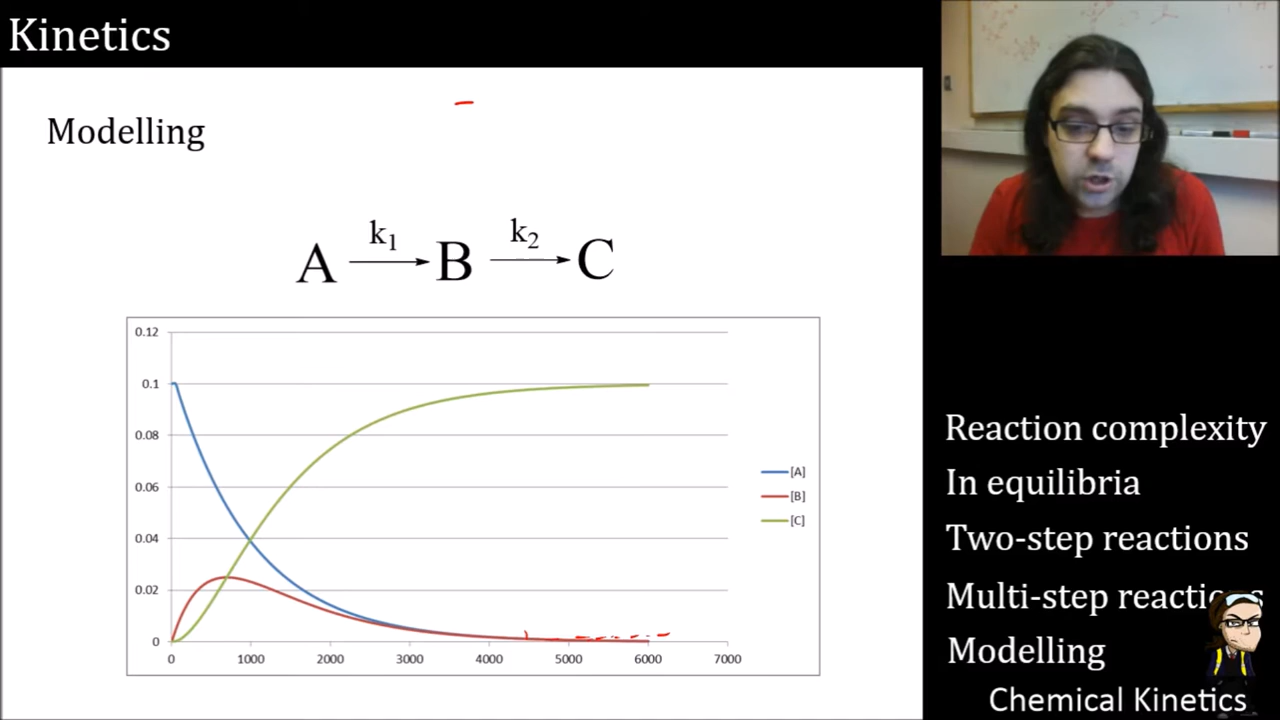 Kinetics
Modelling
k1 k2
A B C
0.12
0.1
0.08
0.06
0.04
0.02
0
0 1000 2000 3000 4000 5000 6000 7000
[A]
[B]
[C]
Reaction complexity
In equilibria
Two-step reactions
Multi-step reactions
Modelling
Chemical Kinetics